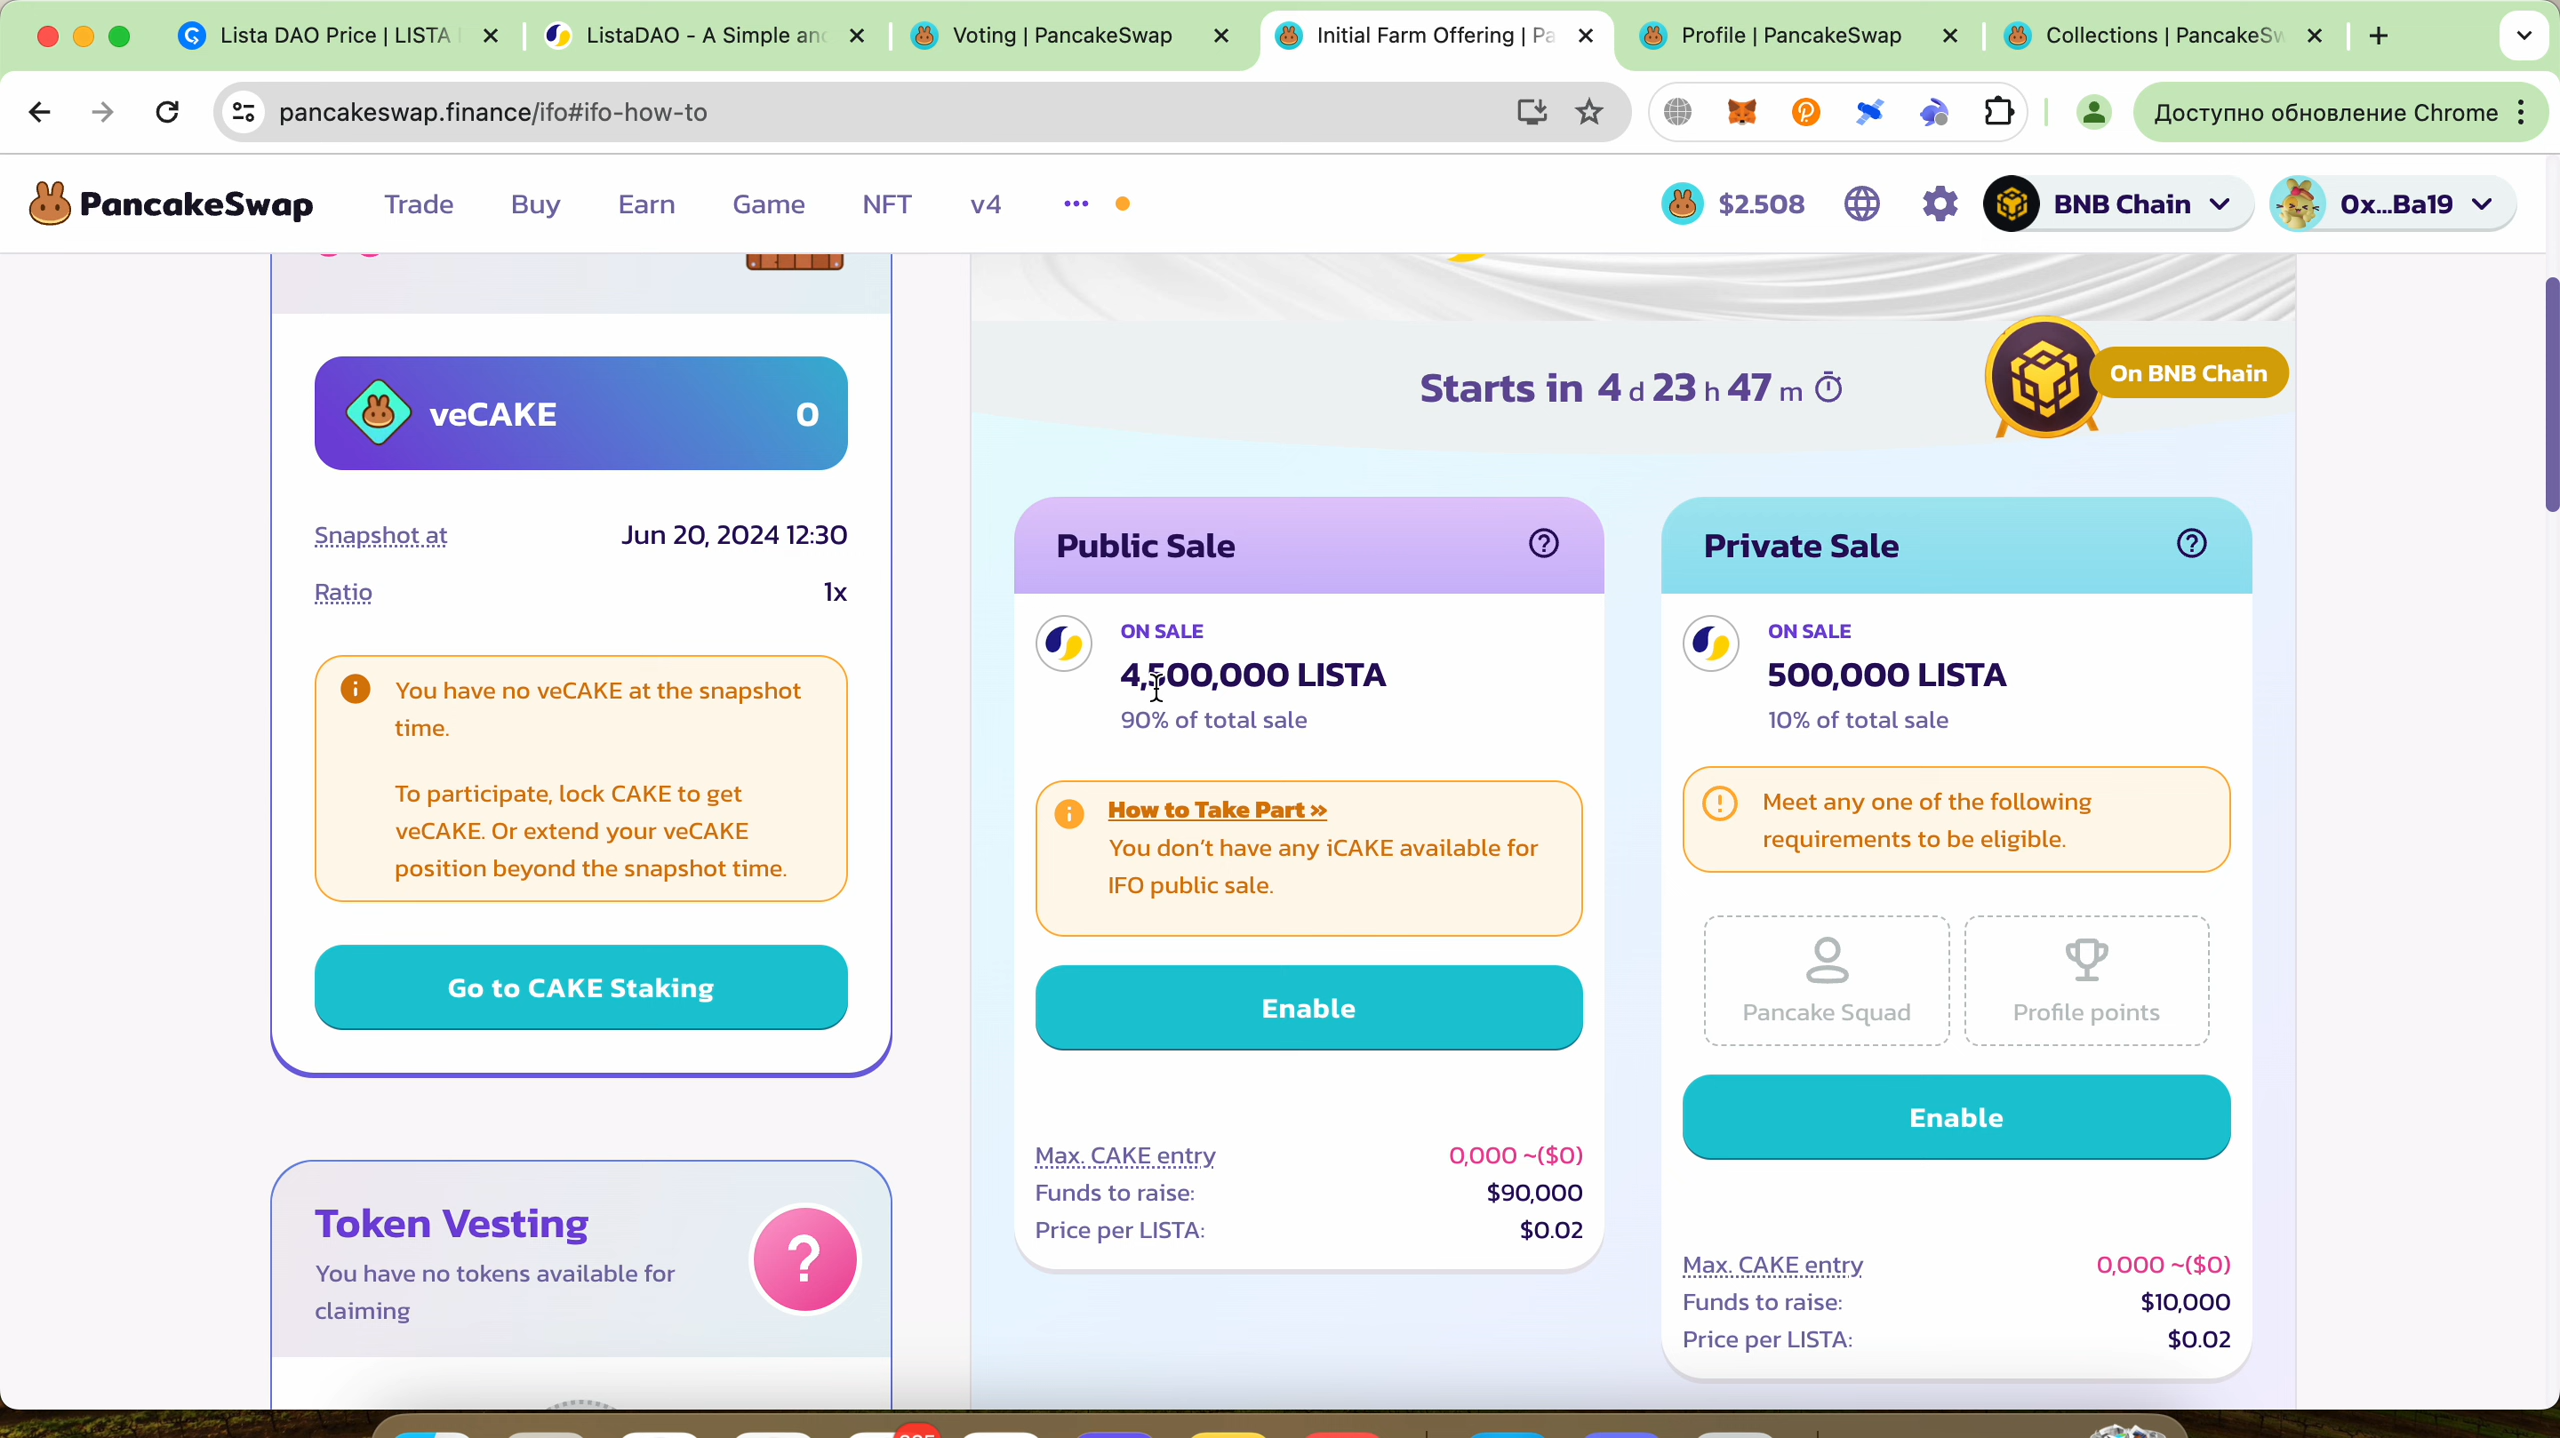 Lista DAO Price | LISTA
ListaDAO - A Simple an
Voting | PancakeSwap
Initial Farm Offering | Pa
Profile | PancakeSwap
Collections | PancakeSw
pancakeswap.finance/ifo#ifo-how-to
Доступно обновление Chrome
PancakeSwap
Trade
Buy
Earn
Game
NFT
v4
$2.508
BNB Chain
0x...Ba19
veCAKE
0
Snapshot at
Jun 20, 2024 12:30
Ratio
1x
You have no veCAKE at the snapshot
time.
To participate, lock CAKE to get
veCAKE. Or extend your veCAKE
position beyond the snapshot time.
Go to CAKE Staking
Token Vesting
You have no tokens available for
claiming
?
Starts in 4 d 23 h 47 m
On BNB Chain
Public Sale
ON SALE
4,500,000 LISTA
90% of total sale
How to Take Part »
You don’t have any iCAKE available for
IFO public sale.
Enable
Max. CAKE entry
0,000 ~($0)
Funds to raise:
$90,000
Price per LISTA:
$0.02
Private Sale
ON SALE
500,000 LISTA
10% of total sale
Meet any one of the following
requirements to be eligible.
Pancake Squad
Profile points
Enable
Max. CAKE entry
0,000 ~($0)
Funds to raise:
$10,000
Price per LISTA:
$0.02